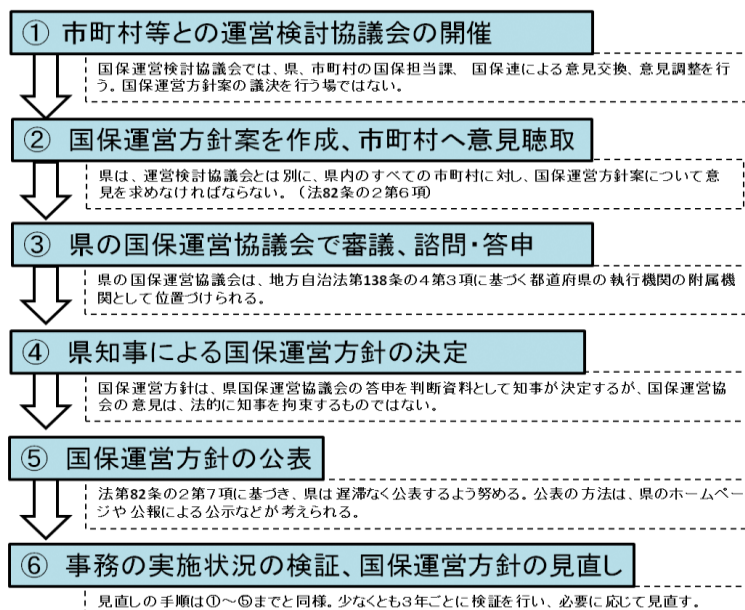 ① 市町村等との運営検討協議会の開催
国保運営検討協議会では、県、市町村の国保担当課、国保連による意見交換、意見調整を行
う。国保運営方針案の議決を行う場ではない。
② 国保運営方針案を作成、市町村へ意見聴取
県は、運営検討協議会とは別に、県内のすべての市町村に対し、国保運営方針案について意
見を求めなければならない。（法82条の２第６項）
③ 県の国保運営協議会で審議、諮問・答申
県の国保運営協議会は、地方自治法第138条の４第３項に基づく都道府県の執行機関の附属機
関として位置づけられる。
④ 県知事による国保運営方針の決定
国保運営方針は、県国保運営協議会の答申を判断資料として知事が決定するが、国保運営協
会の意見は、法的に知事を拘束するものではない。
⑤ 国保運営方針の公表
法第82条の２第７項に基づき、県は遅滞なく公表するよう努める。公表の方法は、県のホームペー
ジや公報による公示などが考えられる。
⑥ 事務の実施状況の検証、国保運営方針の見直し
見直しの手順は①～⑤までと同様。少なくとも３年ごとに検証を行い、必要に応じて見直す。